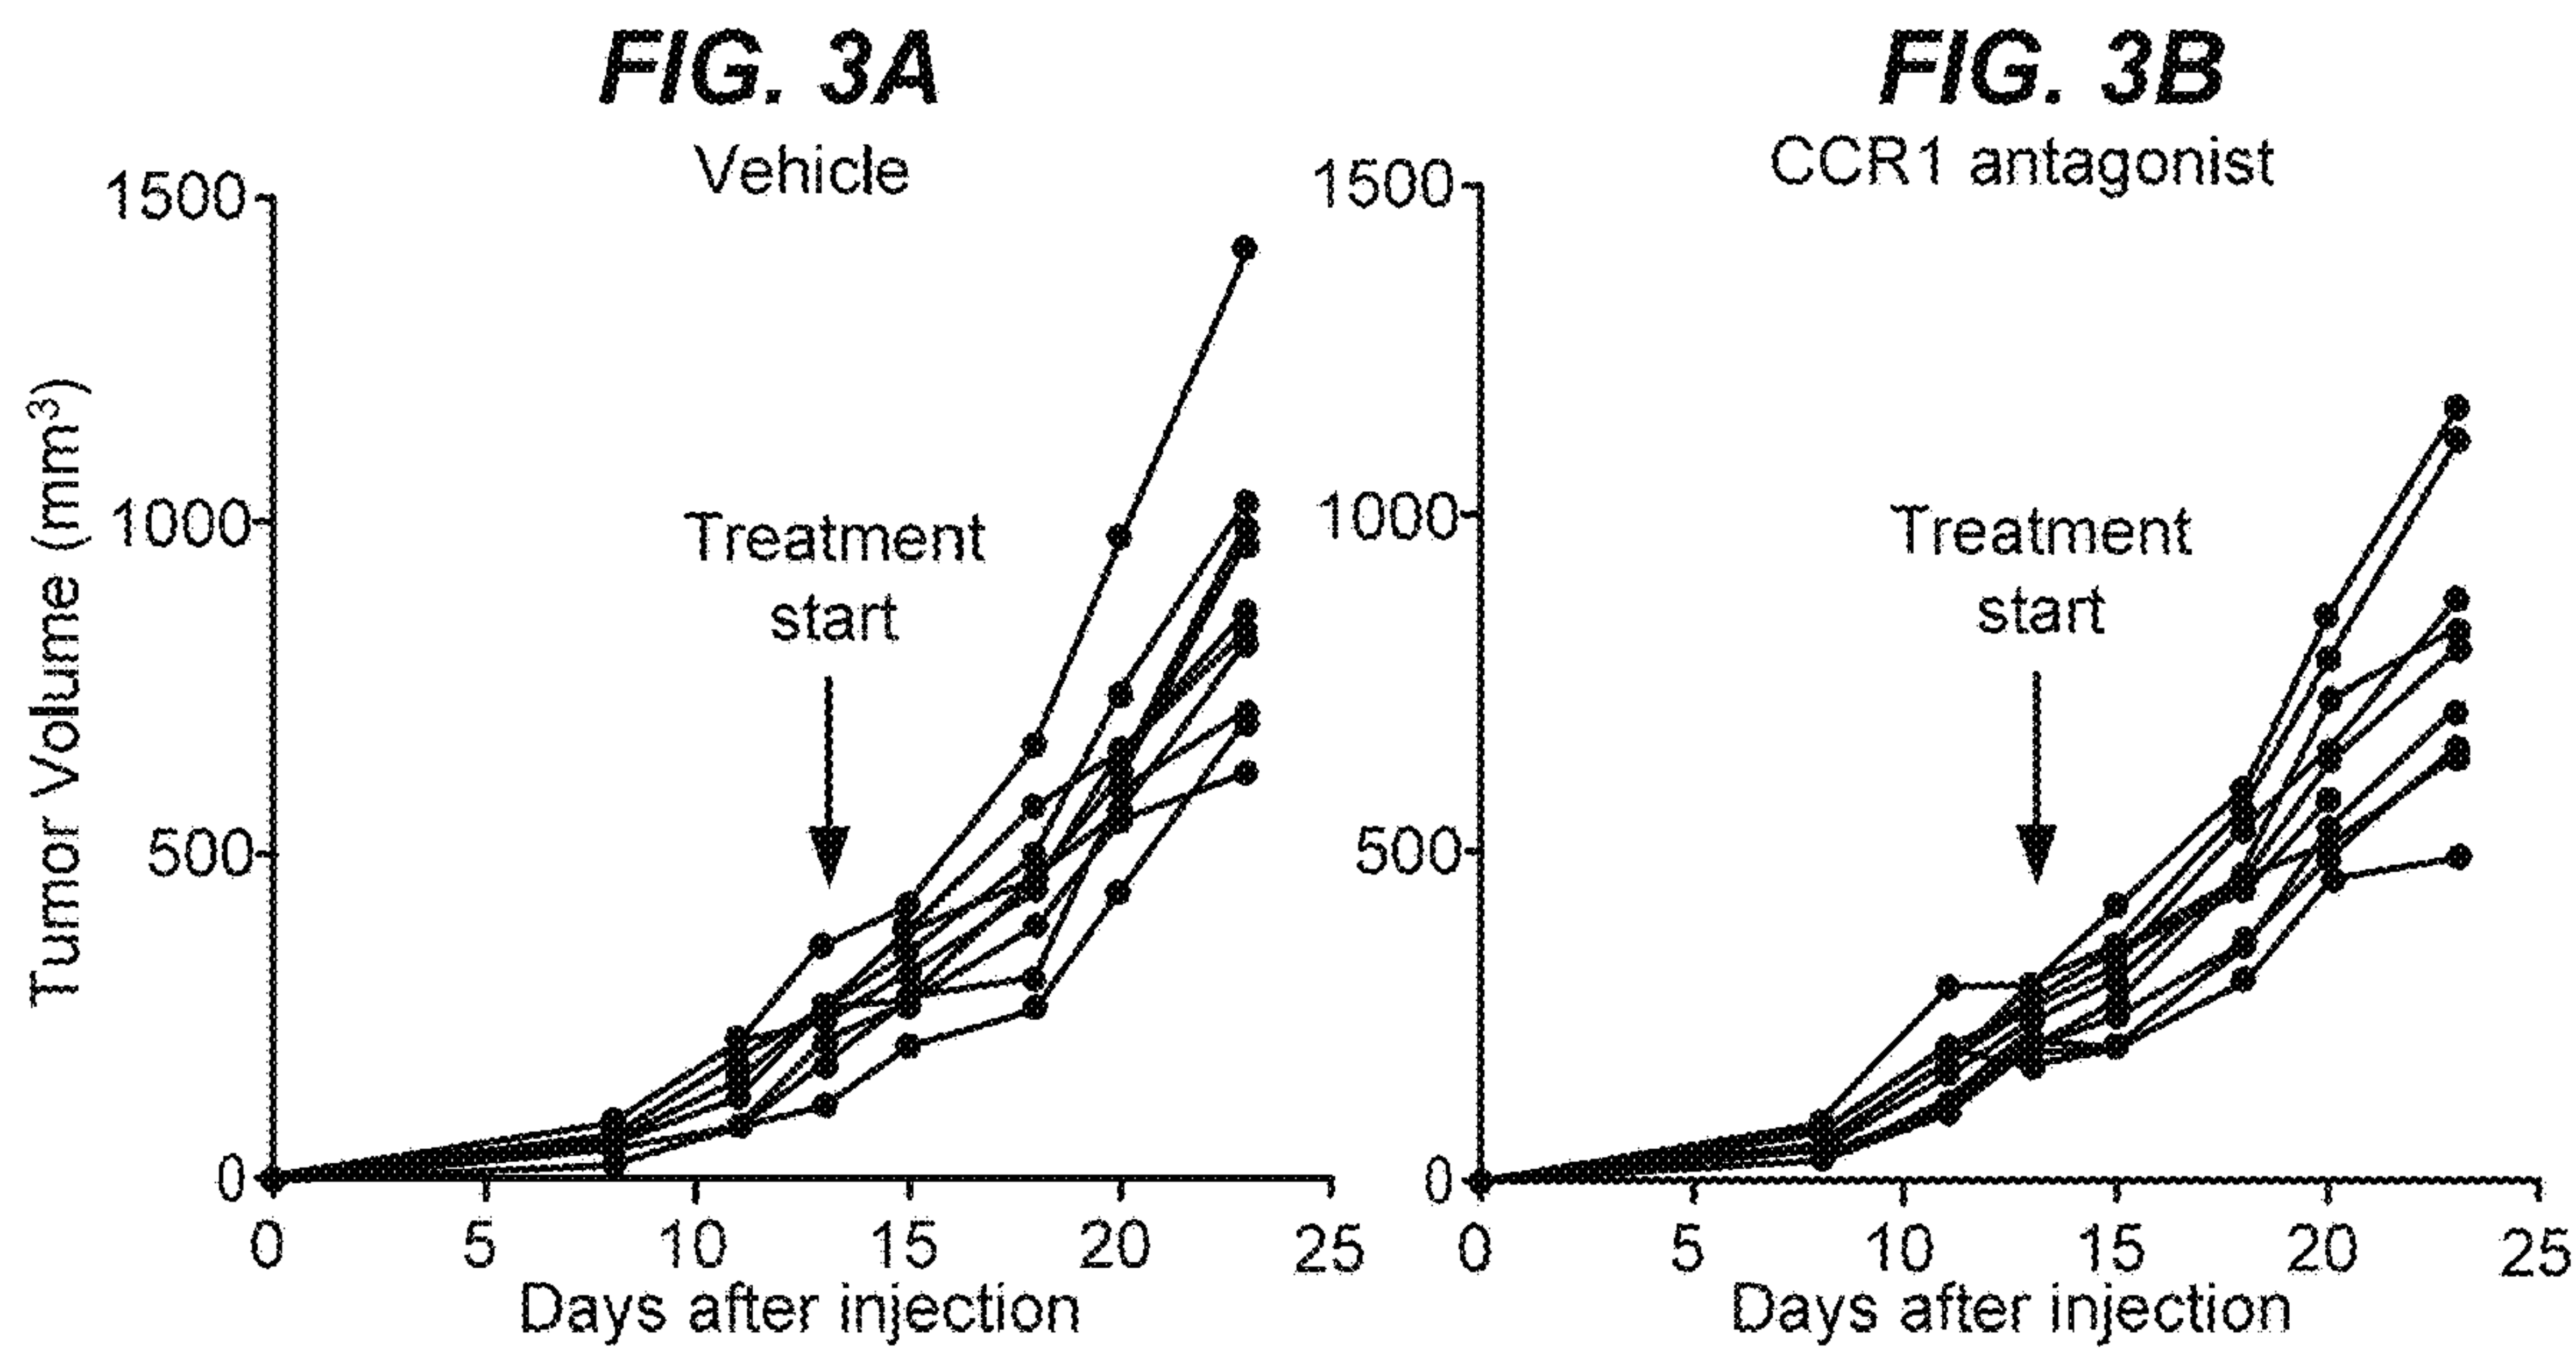 FIG. 3A
Vehicle
Tumor Volume (mm³)
1500
1000
500
0
Treatment
start
0 5 10 15 20 25
Days after injection
FIG. 3B
CCR1 antagonist
1500
1000
500
0
Treatment
start
0 5 10 15 20 25
Days after injection